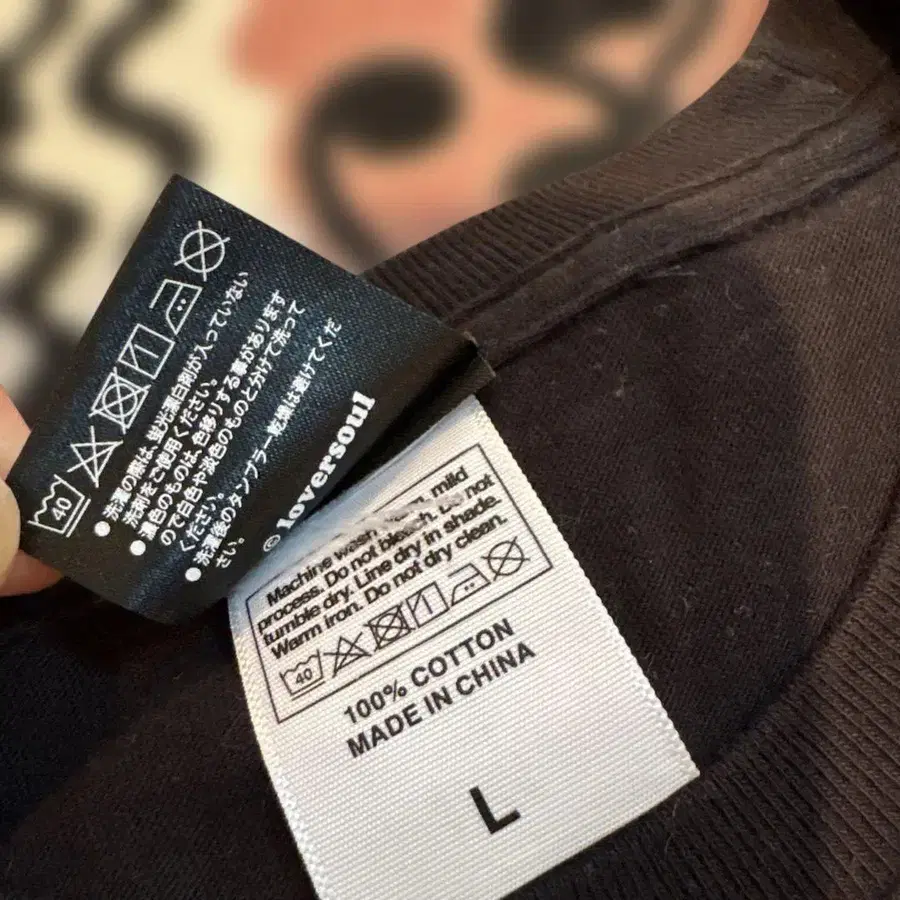 40
● 洗濯の際は、蛍光漂白剤が入っていない
洗剤をご使用ください。
● 濃色のものは、色移りする事があります
ので白色や淡色のものと分けて洗って
ください。
● 洗濯後のタンブラー乾燥は避けてくだ
さい。
© loversoul
Machine wash warm, mild
process. Do not bleach. Do not
tumble dry. Line dry in shade.
Warm iron. Do not dry clean.
40
100% COTTON
MADE IN CHINA
L